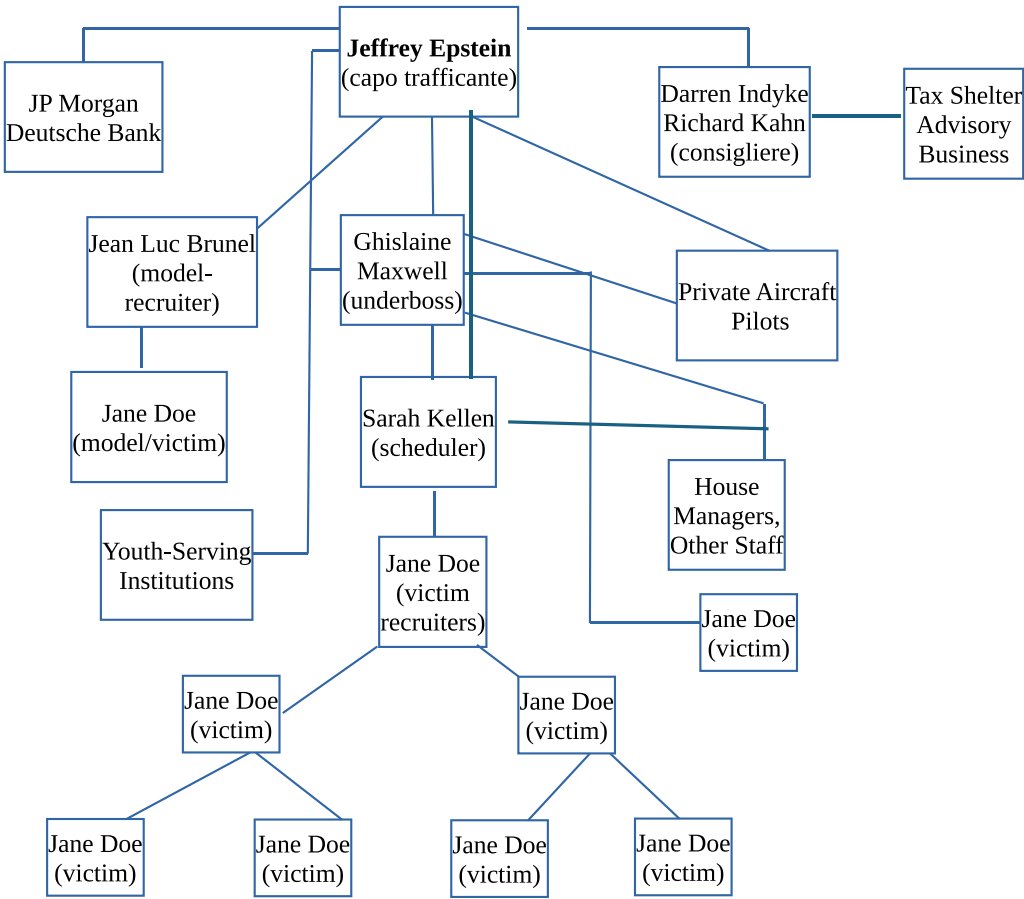 Jeffrey Epstein
(capo trafficante)
JP Morgan
Deutsche Bank
Darren Indyke
Richard Kahn
(consigliere)
Tax Shelter
Advisory
Business
Jean Luc Brunel
(model-
recruiter)
Ghislaine
Maxwell
(underboss)
Private Aircraft
Pilots
Jane Doe
(model/victim)
Sarah Kellen
(scheduler)
House
Managers,
Other Staff
Youth-Serving
Institutions
Jane Doe
(victim
recruiters)
Jane Doe
(victim)
Jane Doe
(victim)
Jane Doe
(victim)
Jane Doe
(victim)
Jane Doe
(victim)
Jane Doe
(victim)
Jane Doe
(victim)